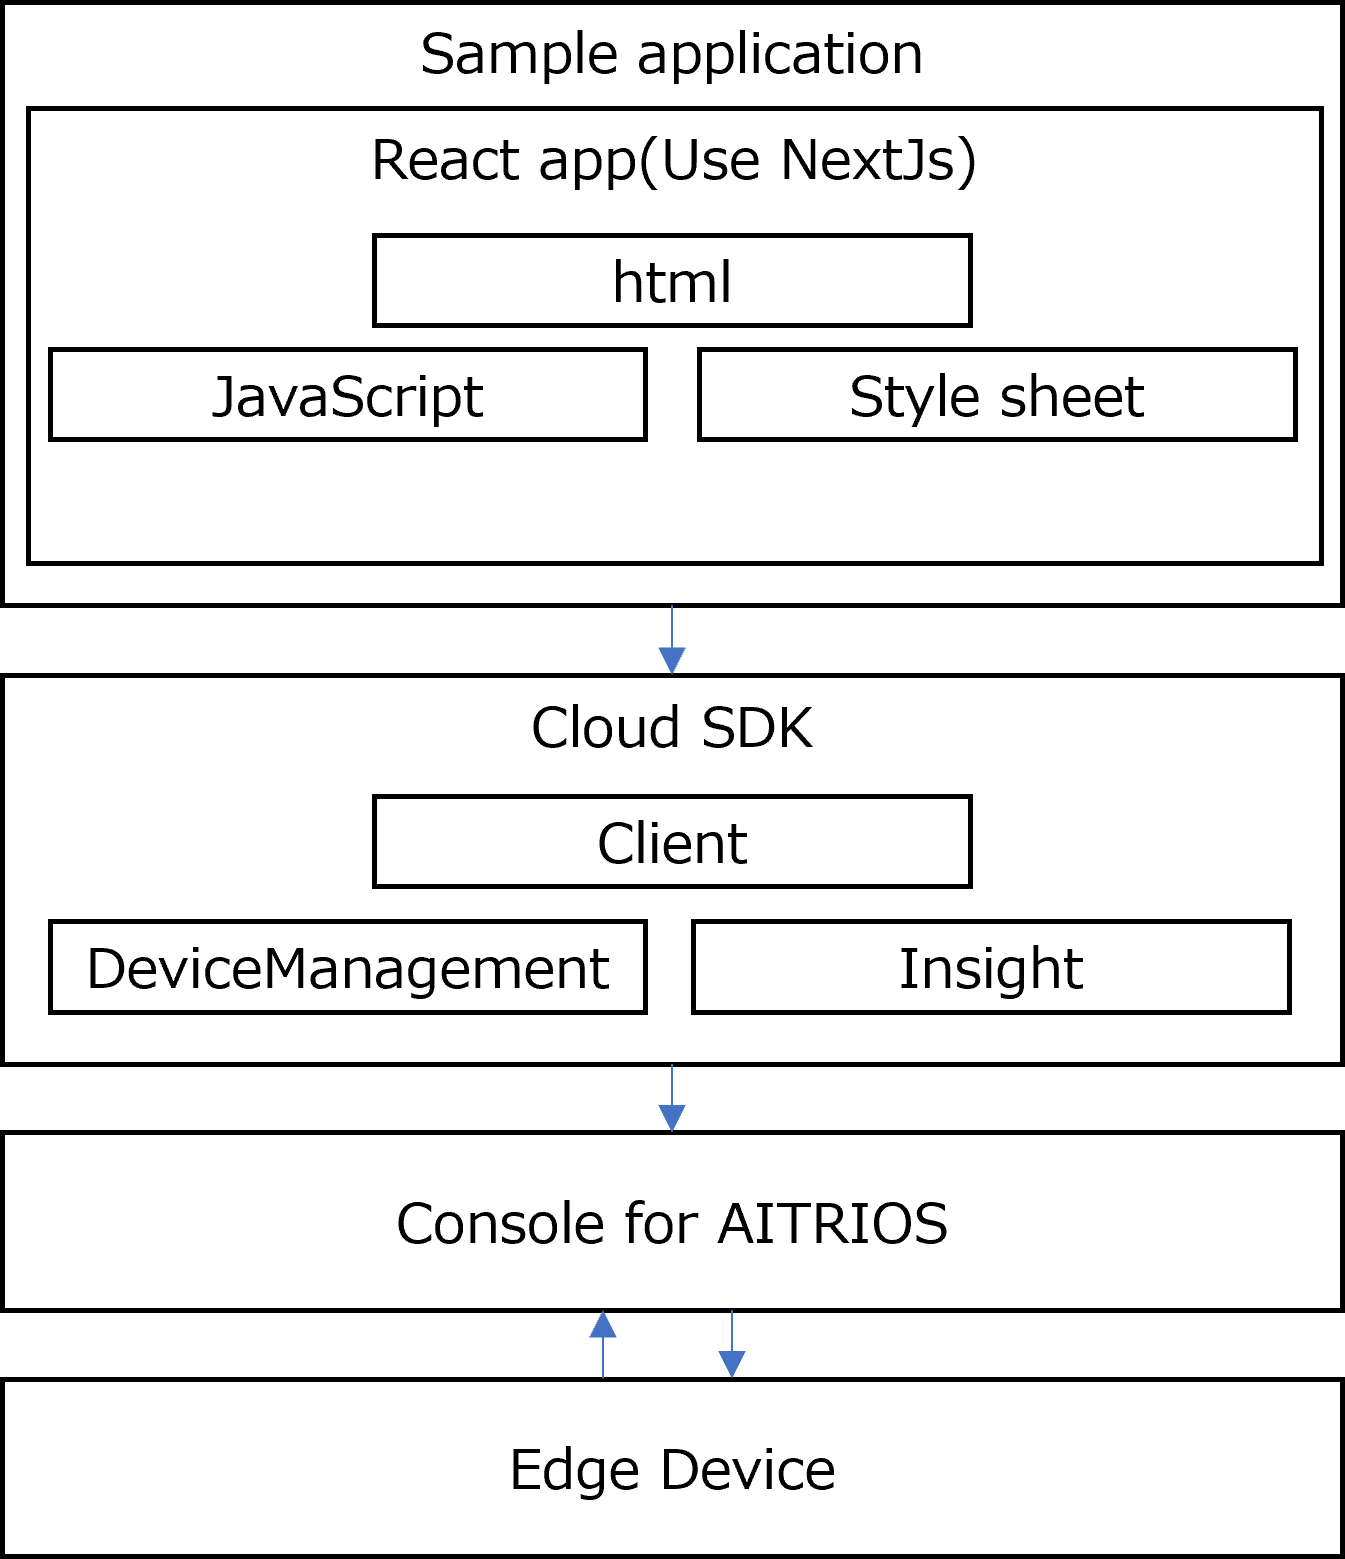 Sample application
React app(Use NextJs)
html
JavaScript
Style sheet
Cloud SDK
Client
DeviceManagement
Insight
Console for AITRIOS
Edge Device